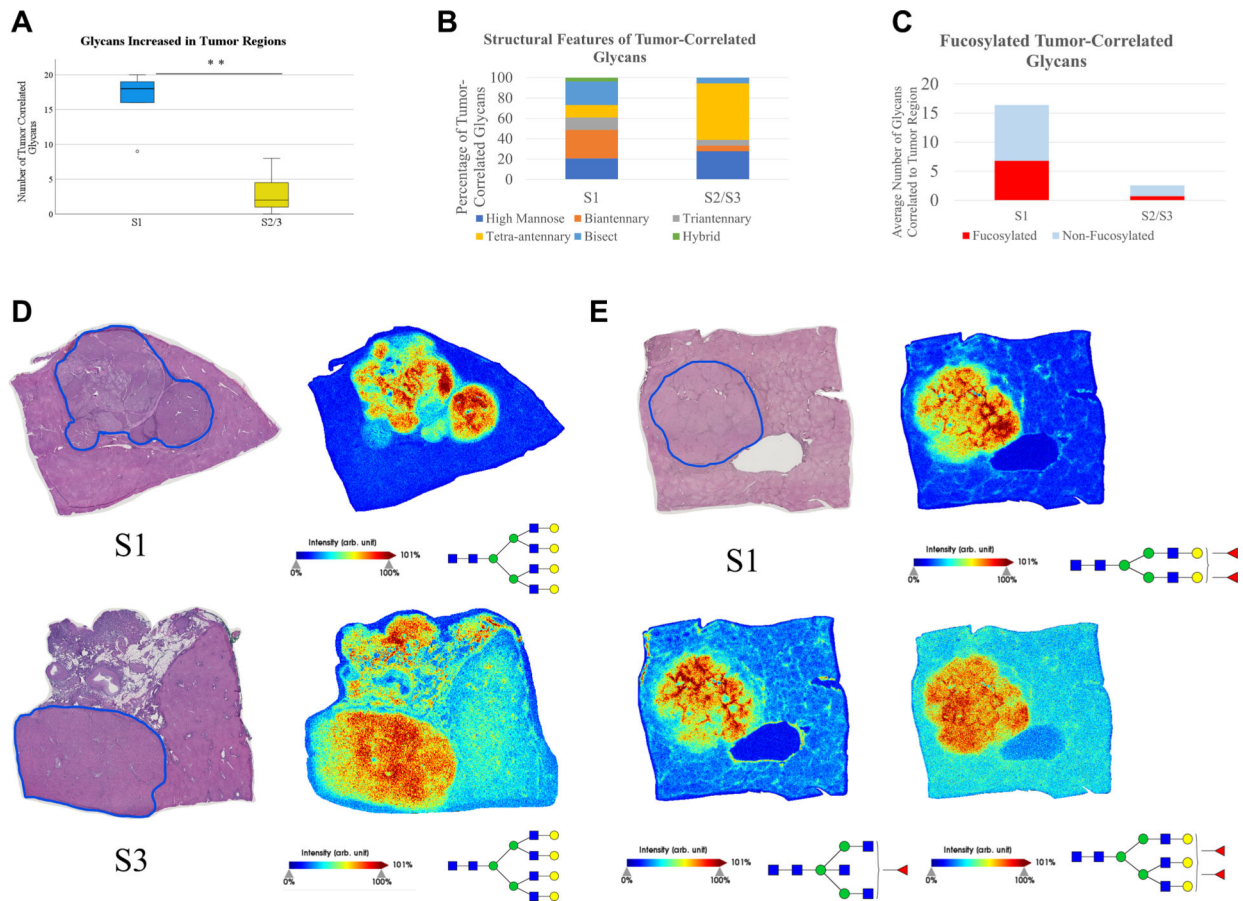 A
Glycans Increased in Tumor Regions
**
20
15
10
5
0
Number of Tumor Correlated
Glycans
S1
S2/3
B
Structural Features of Tumor-Correlated
Glycans
100
80
60
40
20
0
Percentage of Tumor-
Correlated Glycans
S1
S2/S3
High Mannose
Biantennary
Triantennary
Tetra-antennary
Bisect
Hybrid
C
Fucosylated Tumor-Correlated
Glycans
20
15
10
5
0
Average Number of Glycans
Correlated to Tumor Region
S1
S2/S3
Fucosylated
Non-Fucosylated
D
S1
Intensity (arb. unit)
101%
0%
100%
S3
Intensity (arb. unit)
101%
0%
100%
E
S1
Intensity (arb. unit)
101%
0%
100%
Intensity (arb. unit)
101%
0%
100%
Intensity (arb. unit)
101%
0%
100%